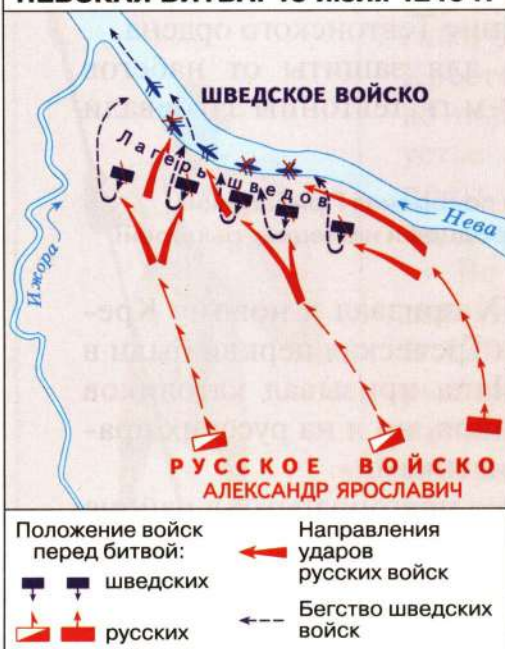 НЕВСКАЯ БИТВА. 15 ИЮЛЯ 1240 г.
ШВЕДСКОЕ ВОЙСКО
Лагерь шведов
Нева
Ижора
РУССКОЕ ВОЙСКО
АЛЕКСАНДР ЯРОСЛАВИЧ
Положение войск
перед битвой:
шведских
русских
Направления
ударов
русских войск
Бегство шведских
войск